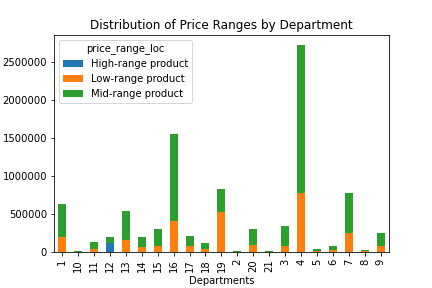 Distribution of Price Ranges by Department
price_range_loc
High-range product
Low-range product
Mid-range product
2500000
2000000
1500000
1000000
500000
0
1 10 11 12 13 14 15 16 17 18 19 2 20 21 3 4 5 6 7 8 9
Departments